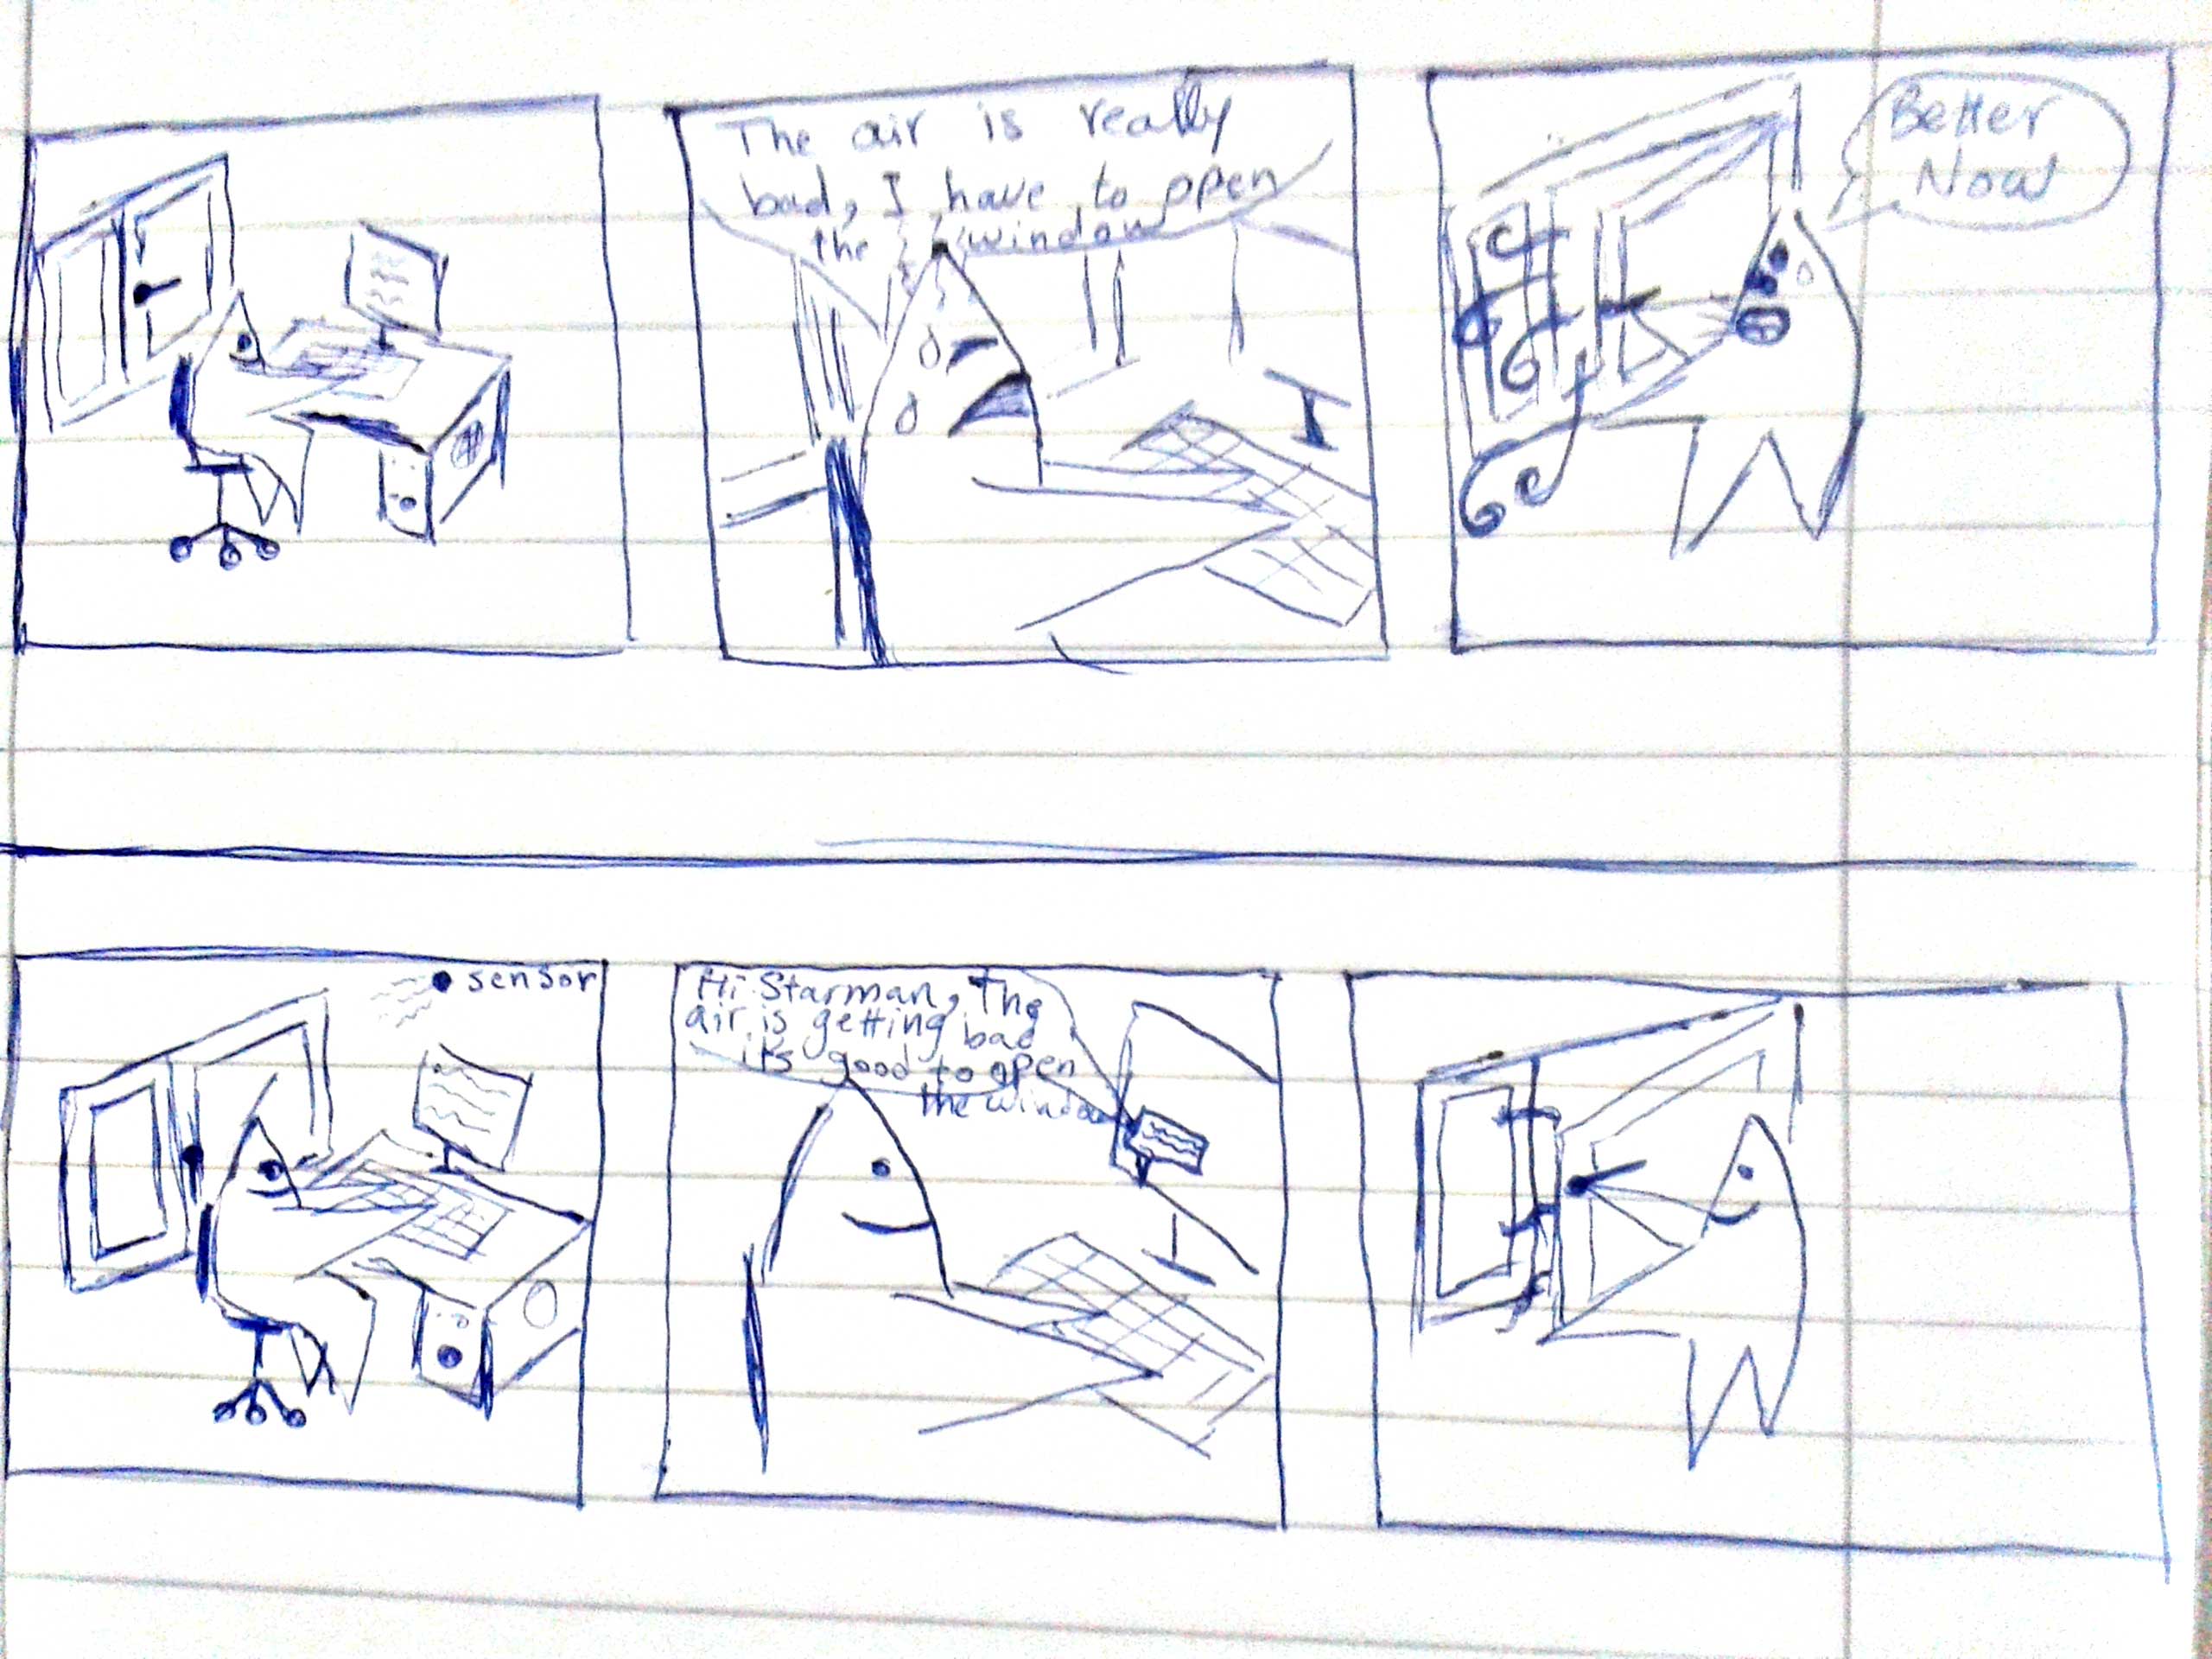 The air is really
bad, I have to open
the window
Better
Now
sensor
Hi Starman, The
air is getting bad
it's good to open
the window